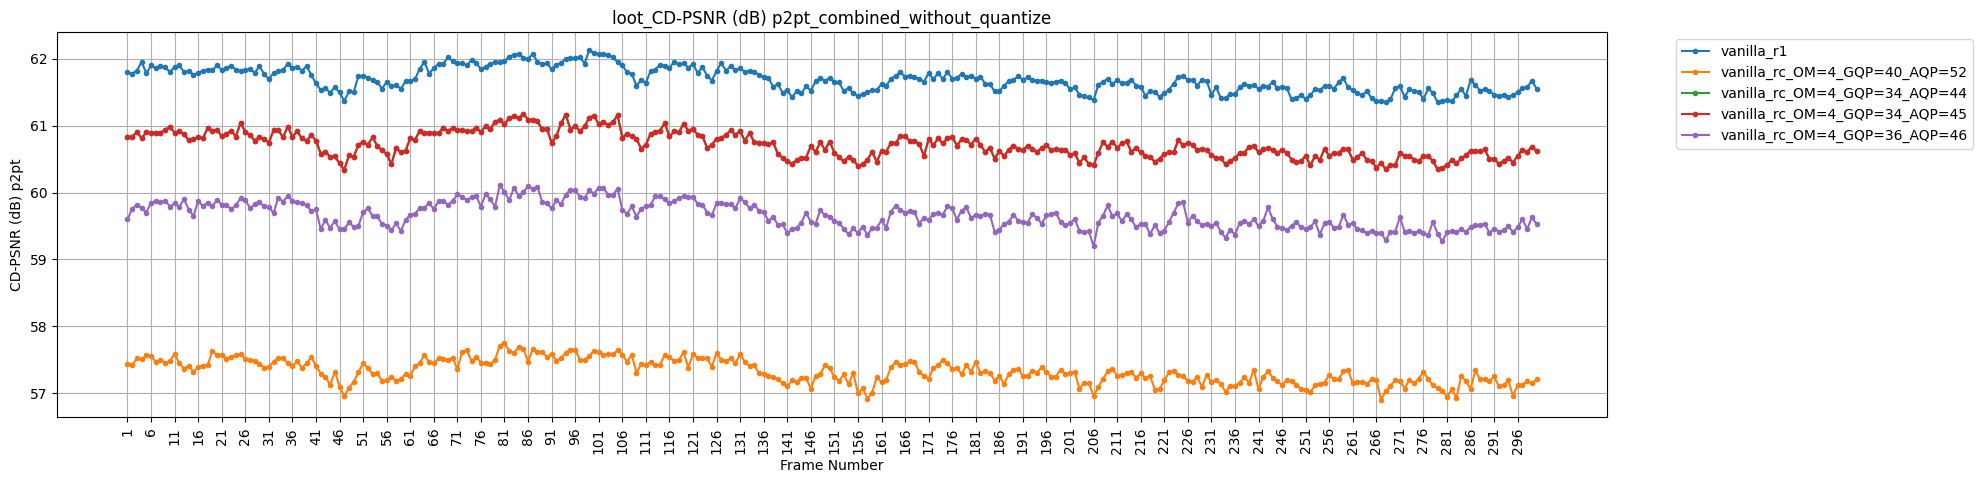 loot_CD-PSNR (dB) p2pt_combined_without_quantize
CD-PSNR (dB) p2pt
62
61
60
59
58
57
1 6 11 16 21 26 31 36 41 46 51 56 61 66 71 76 81 86 91 96 101 106 111 116 121 126 131 136 141 146 151 156 161 166 171 176 181 186 191 196 201 206 211 216 221 226 231 236 241 246 251 256 261 266 271 276 281 286 291 296
Frame Number
vanilla_r1
vanilla_rc_OM=4_GQP=40_AQP=52
vanilla_rc_OM=4_GQP=34_AQP=44
vanilla_rc_OM=4_GQP=34_AQP=45
vanilla_rc_OM=4_GQP=36_AQP=46